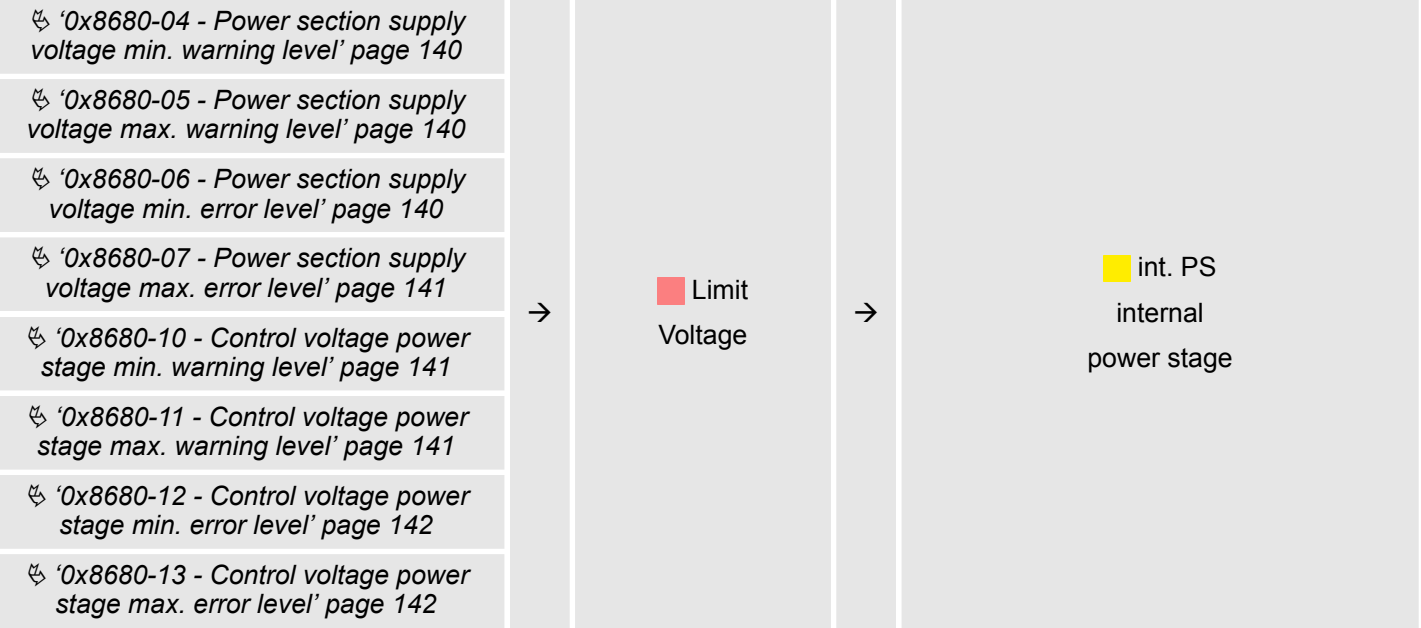 ↳ ‘0x8680-04 - Power section supply
voltage min. warning level’ page 140
↳ ‘0x8680-05 - Power section supply
voltage max. warning level’ page 140
↳ ‘0x8680-06 - Power section supply
voltage min. error level’ page 140
↳ ‘0x8680-07 - Power section supply
voltage max. error level’ page 141
↳ ‘0x8680-10 - Control voltage power
stage min. warning level’ page 141
↳ ‘0x8680-11 - Control voltage power
stage max. warning level’ page 141
↳ ‘0x8680-12 - Control voltage power
stage min. error level’ page 142
↳ ‘0x8680-13 - Control voltage power
stage max. error level’ page 142
→
Limit
Voltage
→
int. PS
internal
power stage